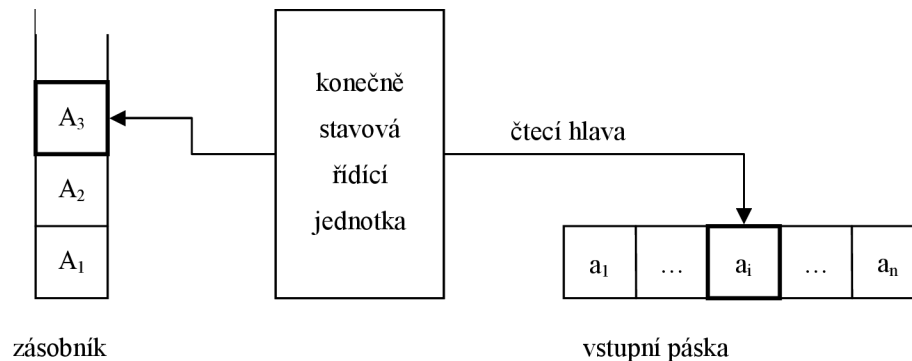 A₃
A₂
A₁
zásobník
konečně
stavová
řídící
jednotka
čtecí hlava
a₁ … aᵢ … aₙ
vstupní páska